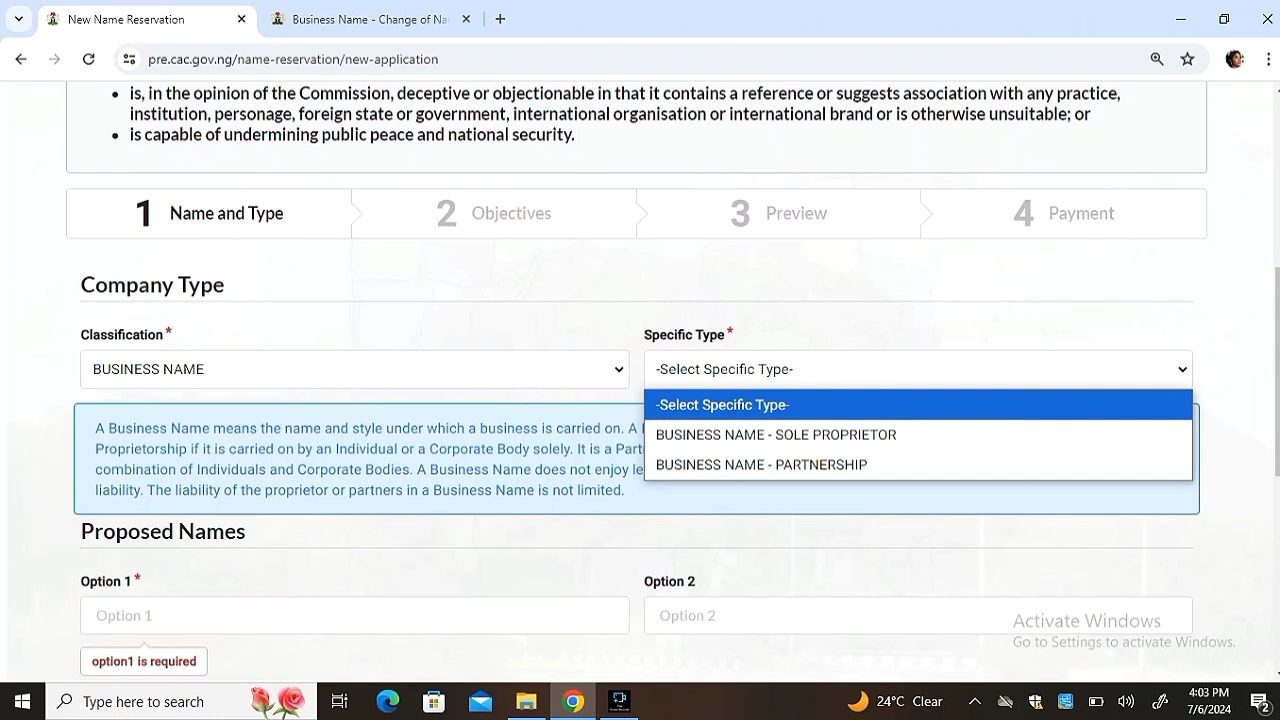 New Name Reservation
Business Name - Change of Na
pre.cac.gov.ng/name-reservation/new-application
is, in the opinion of the Commission, deceptive or objectionable in that it contains a reference or suggests association with any practice,
institution, personage, foreign state or government, international organisation or international brand or is otherwise unsuitable; or
is capable of undermining public peace and national security.
1 Name and Type
2 Objectives
3 Preview
4 Payment
Company Type
Classification *
Specific Type *
BUSINESS NAME
-Select Specific Type-
-Select Specific Type-
BUSINESS NAME - SOLE PROPRIETOR
BUSINESS NAME - PARTNERSHIP
A Business Name means the name and style under which a business is carried on. A
Proprietorship if it is carried on by an Individual or a Corporate Body solely. It is a Part
combination of Individuals and Corporate Bodies. A Business Name does not enjoy le
liability. The liability of the proprietor or partners in a Business Name is not limited.
Proposed Names
Option 1 *
Option 2
Option 1
Option 2
option1 is required
Activate Windows
Go to Settings to activate Windows.
Type here to search
24°C Clear
4:03 PM
7/6/2024
2